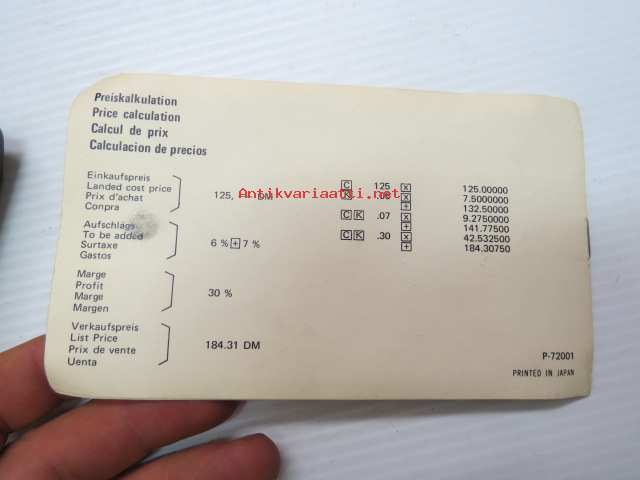 Preiskalkulation
Price calculation
Calcul de prix
Calculacion de precios
Einkaufspreis
Landed cost price
Prix d'achat
Conpra
125, — DM
Aufschlags
To be added
Surtaxe
Gastos
6 % + 7 %
Marge
Profit
Marge
Margen
30 %
Verkaufspreis
List Price
Prix de vente
Uenta
184.31 DM
C 125 x 125.00000
K .06 x 7.5000000
+ 132.50000
C K .07 x 9.2750000
+ 141.77500
C K .30 x 42.532500
+ 184.30750
Antikvariaatti.net
P-72001
PRINTED IN JAPAN